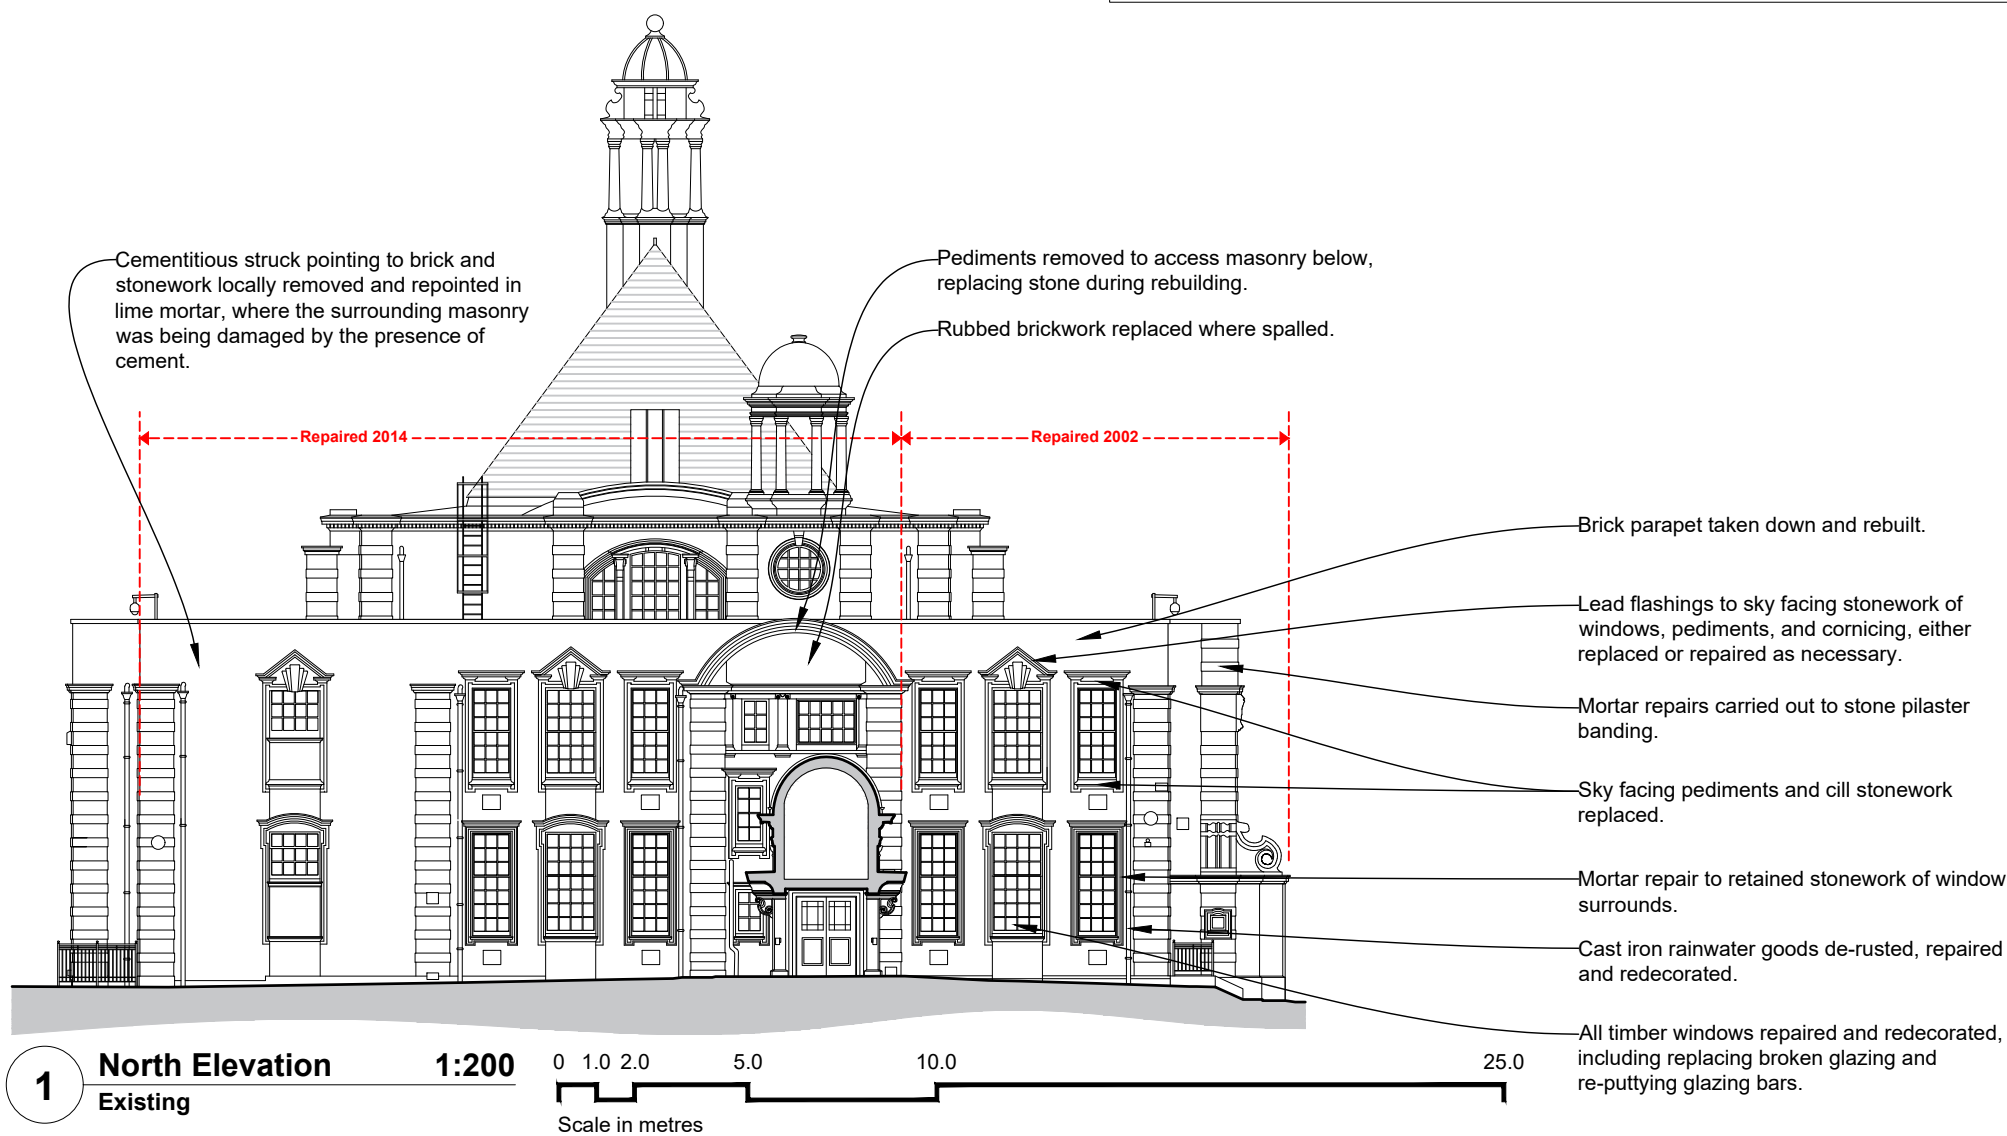 Cementitious struck pointing to brick and
stonework locally removed and repointed in
lime mortar, where the surrounding masonry
was being damaged by the presence of
cement.
Pediments removed to access masonry below,
replacing stone during rebuilding.
Rubbed brickwork replaced where spalled.
Repaired 2014
Repaired 2002
Brick parapet taken down and rebuilt.
Lead flashings to sky facing stonework of
windows, pediments, and cornicing, either
replaced or repaired as necessary.
Mortar repairs carried out to stone pilaster
banding.
Sky facing pediments and cill stonework
replaced.
Mortar repair to retained stonework of window
surrounds.
Cast iron rainwater goods de-rusted, repaired
and redecorated.
All timber windows repaired and redecorated,
including replacing broken glazing and
re-puttying glazing bars.
1
North Elevation 1:200
Existing
0 1.0 2.0 5.0 10.0 25.0
Scale in metres